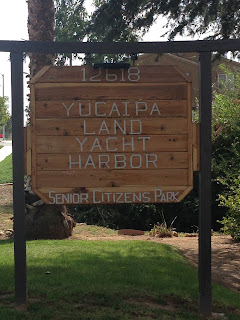 12618
YUCAIPA
LAND
YACHT
HARBOR
SENIOR CITIZENS PARK